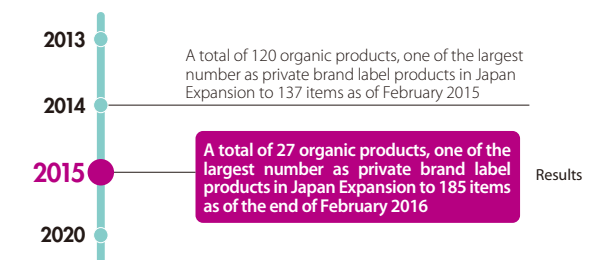 2013
A total of 120 organic products, one of the largest
number as private brand label products in Japan
Expansion to 137 items as of February 2015
2014
A total of 27 organic products, one of the
largest number as private brand label
products in Japan Expansion to 185 items
as of the end of February 2016
2015
Results
2020